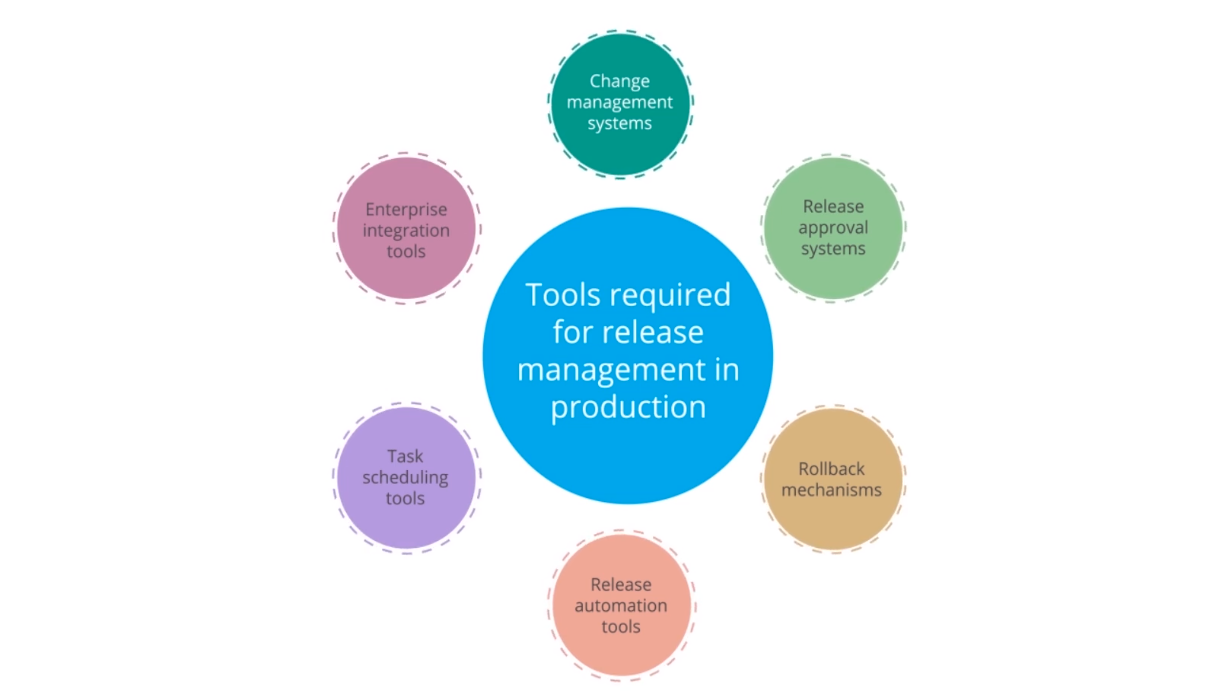 Change
management
systems
Release
approval
systems
Rollback
mechanisms
Release
automation
tools
Task
scheduling
tools
Enterprise
integration
tools
Tools required
for release
management in
production